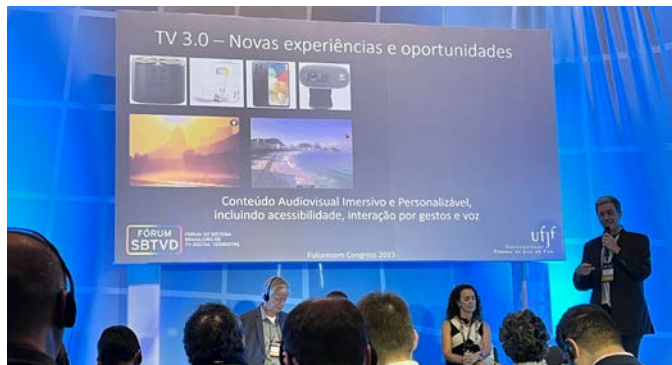 TV 3.0 – Novas experiências e oportunidades
Conteúdo Audiovisual Imersivo e Personalizável,
incluindo acessibilidade, interação por gestos e voz
FÓRUM
SBTVD
FÓRUM DO SISTEMA
BRASILEIRO DE
TV DIGITAL TERRESTRE
ufjf
Universidade
Federal de Juiz de Fora
Futurecom Congress 2023